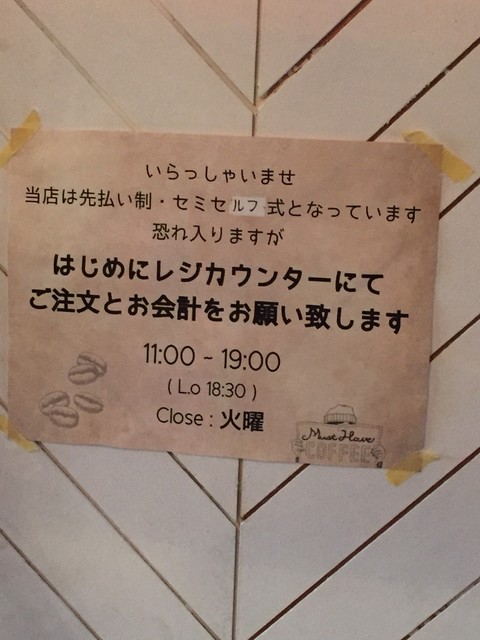 いらっしゃいませ
当店は先払い制・セミセルフ式となっています
恐れ入りますが
はじめにレジカウンターにて
ご注文とお会計をお願い致します
11:00 - 19:00
( L.o 18:30 )
Close : 火曜
Must Have
COFFEE